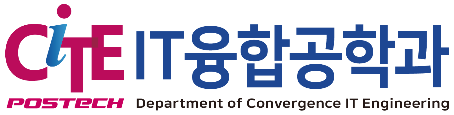 CiTE IT융합공학과
POSTECH Department of Convergence IT Engineering